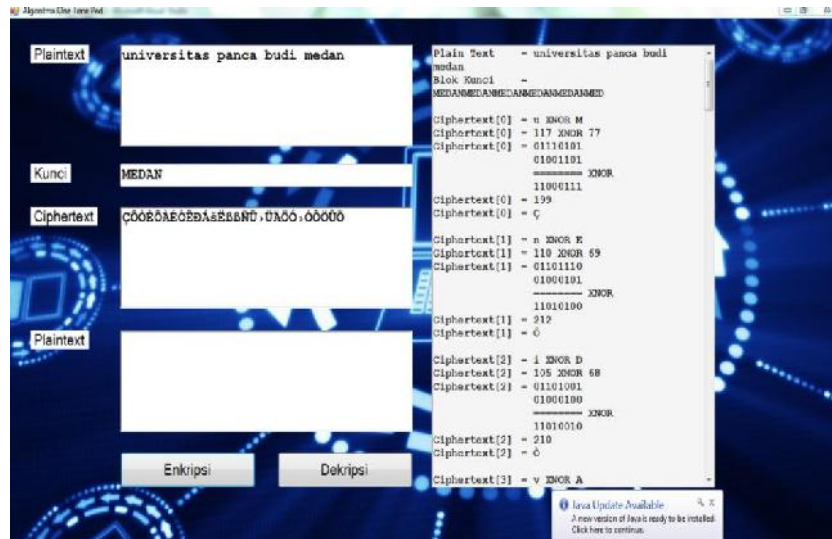 Algoritma One Time Pad
Plaintext
universitas panca budi medan
Kunci
MEDAN
Ciphertext
Plaintext
Enkripsi
Dekripsi
Plain Text = universitas panca budi
medan
Blok Kunci =
MEDANMEDANMEDANMEDANMEDANMED
Ciphertext[0] = u XNOR M
Ciphertext[0] = 117 XNOR 77
Ciphertext[0] = 01110101
01001101
======== XNOR
11000111
Ciphertext[0] = 199
Ciphertext[0] = Ç
Ciphertext[1] = n XNOR E
Ciphertext[1] = 110 XNOR 69
Ciphertext[1] = 01101110
01000101
======== XNOR
11010100
Ciphertext[1] = 212
Ciphertext[1] = Ô
Ciphertext[2] = i XNOR D
Ciphertext[2] = 105 XNOR 68
Ciphertext[2] = 01101001
01000100
======== XNOR
11010010
Ciphertext[2] = 210
Ciphertext[2] = Ò
Ciphertext[3] = v XNOR A
Java Update Available
A new version of Java is ready to be installed.
Click here to continue.